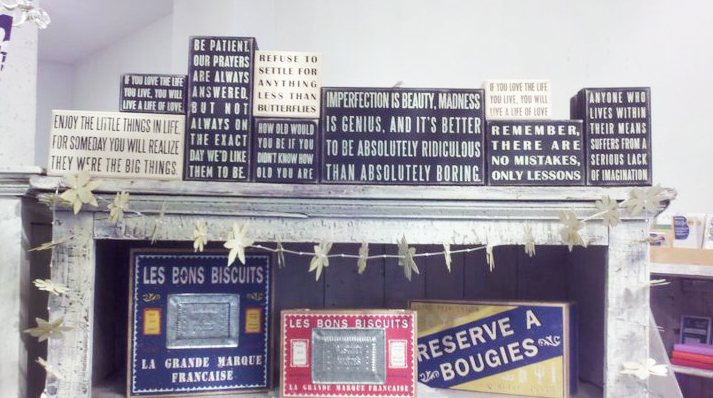 IF YOU LOVE THE LIFE
YOU LIVE, YOU WILL
LIVE A LIFE OF LOVE.
ENJOY THE LITTLE THINGS IN LIFE,
FOR SOMEDAY YOU WILL REALIZE
THEY WERE THE BIG THINGS.
BE PATIENT.
OUR PRAYERS
ARE ALWAYS
ANSWERED,
BUT NOT
ALWAYS ON
THE EXACT
DAY WE'D LIKE
THEM TO BE.
REFUSE TO
SETTLE FOR
ANYTHING
LESS THAN
BUTTERFLIES
HOW OLD WOULD
YOU BE IF YOU
DIDN'T KNOW HOW
OLD YOU ARE
IMPERFECTION IS BEAUTY, MADNESS
IS GENIUS, AND IT'S BETTER
TO BE ABSOLUTELY RIDICULOUS
THAN ABSOLUTELY BORING.
IF YOU LOVE THE LIFE
YOU LIVE, YOU WILL
LIVE A LIFE OF LOVE.
REMEMBER,
THERE ARE
NO MISTAKES,
ONLY LESSONS
ANYONE WHO
LIVES WITHIN
THEIR MEANS
SUFFERS FROM A
SERIOUS LACK
OF IMAGINATION
LES BONS BISCUITS
LA GRANDE MARQUE
FRANCAISE
LES BONS BISCUITS
LA GRANDE MARQUE FRANCAISE
RESERVE A
BOUGIES